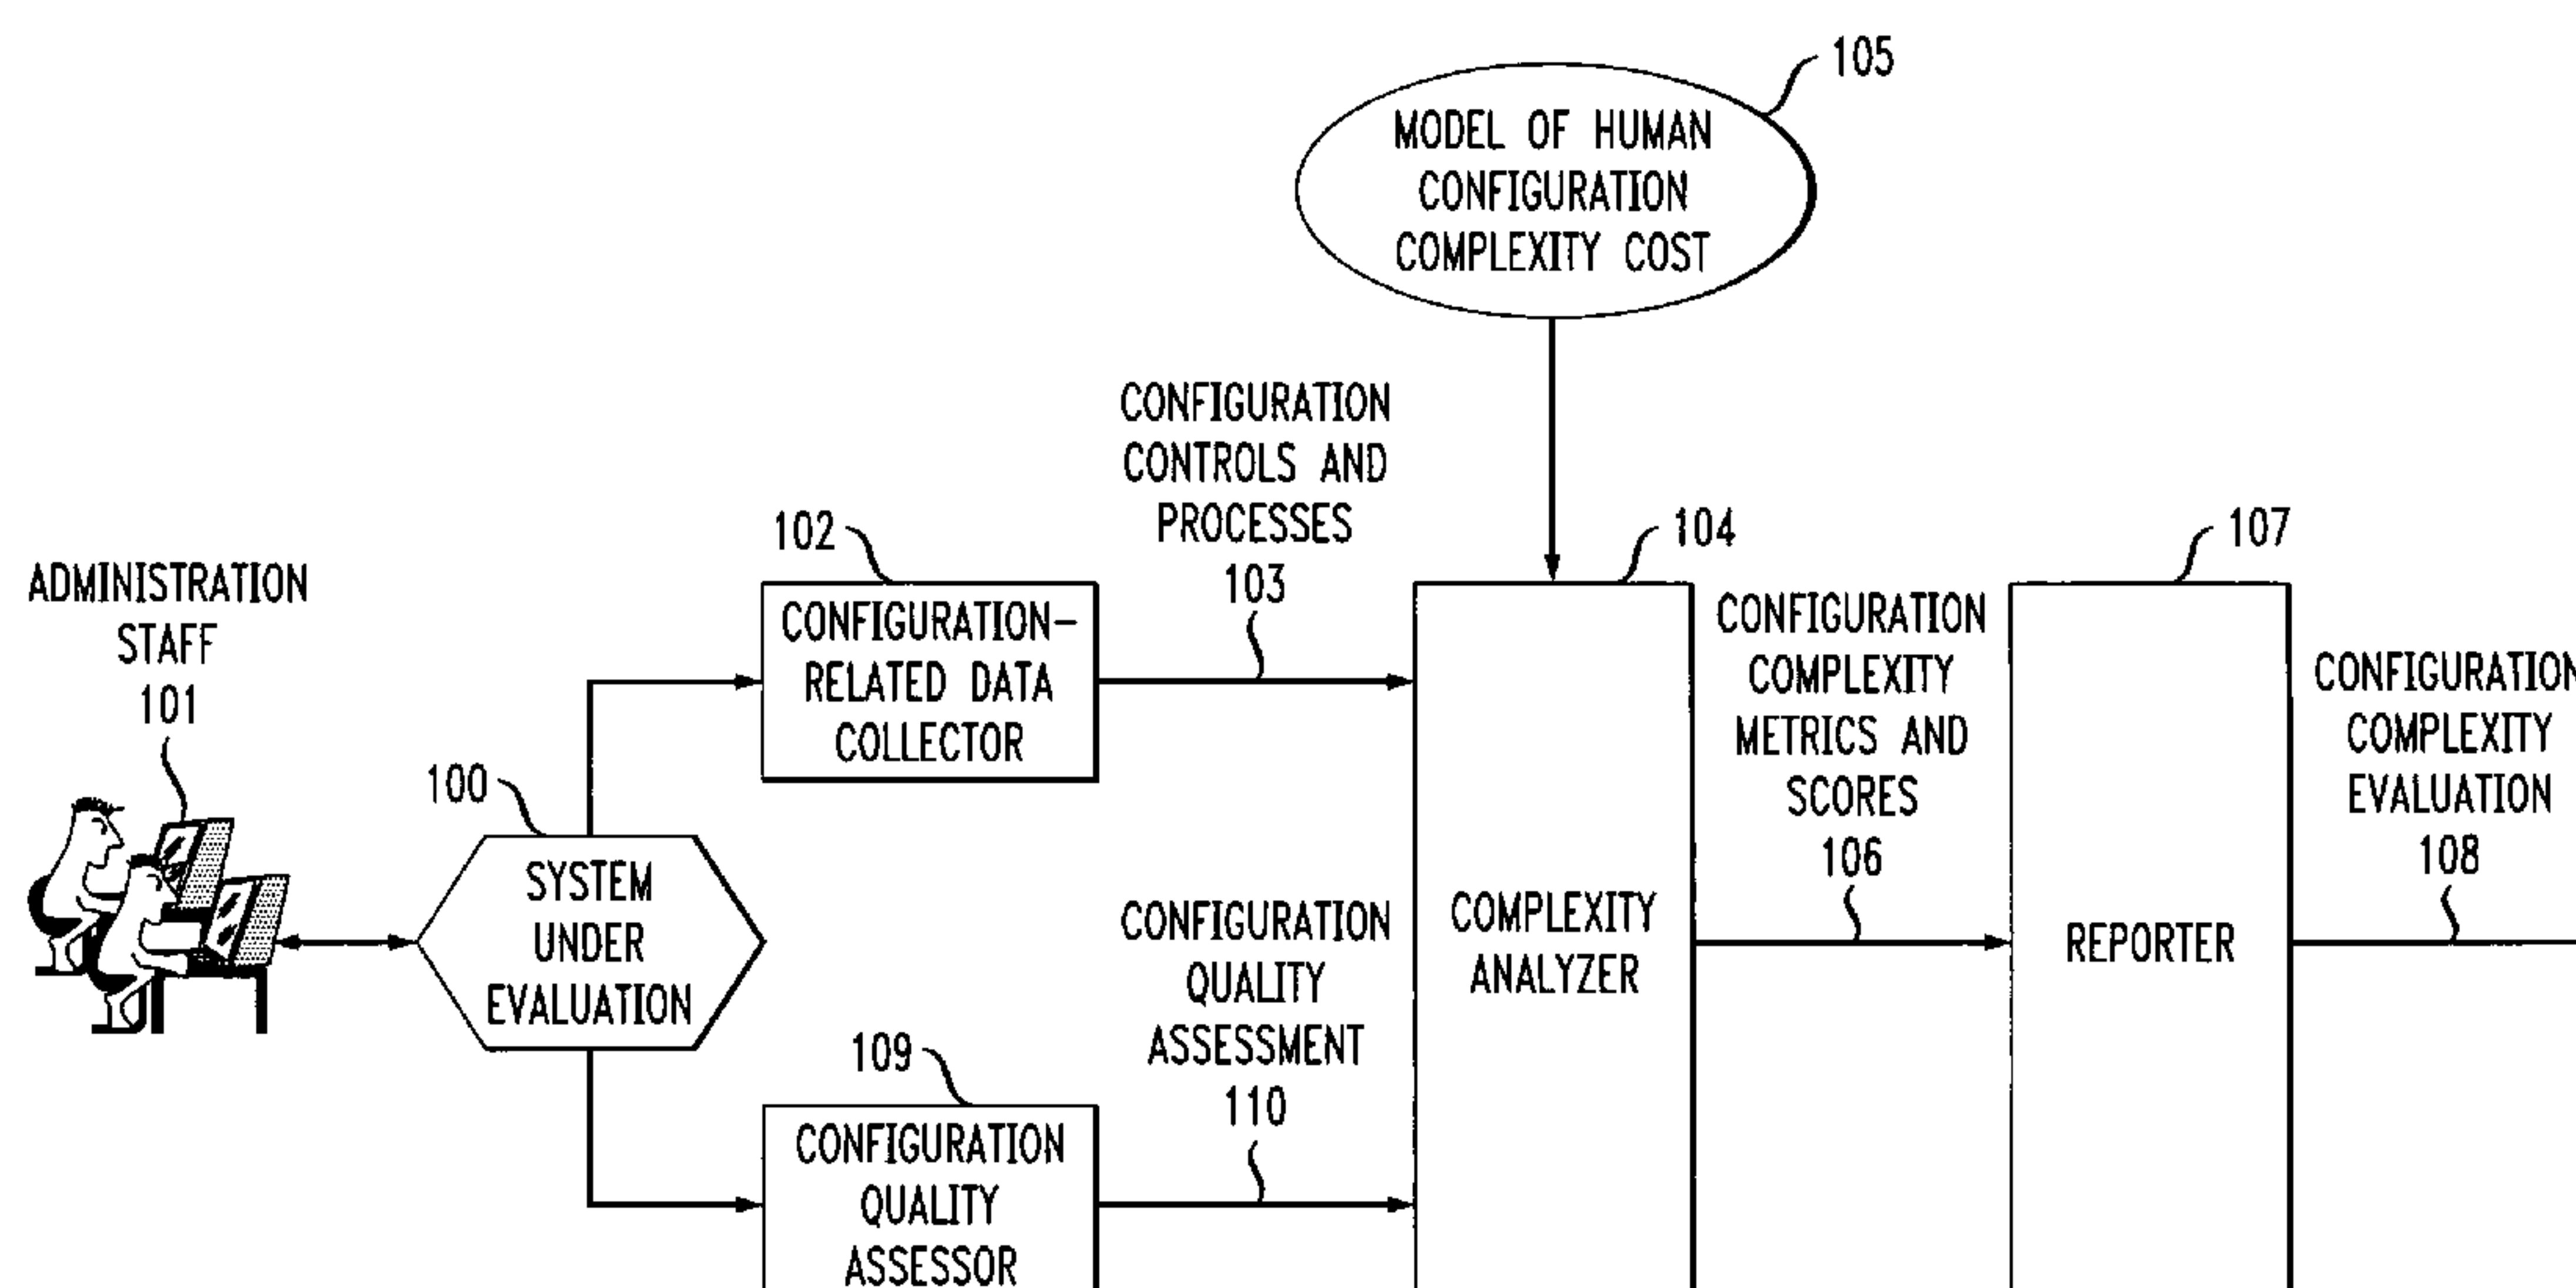 105
MODEL OF HUMAN
CONFIGURATION
COMPLEXITY COST
CONFIGURATION
CONTROLS AND
PROCESSES
103
102
CONFIGURATION-
RELATED DATA
COLLECTOR
104
107
ADMINISTRATION
STAFF
101
100
SYSTEM
UNDER
EVALUATION
CONFIGURATION
COMPLEXITY
METRICS AND
SCORES
106
CONFIGURATION
COMPLEXITY
EVALUATION
108
COMPLEXITY
ANALYZER
REPORTER
CONFIGURATION
QUALITY
ASSESSMENT
110
109
CONFIGURATION
QUALITY
ASSESSOR